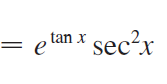 = e^{tan x} sec²x